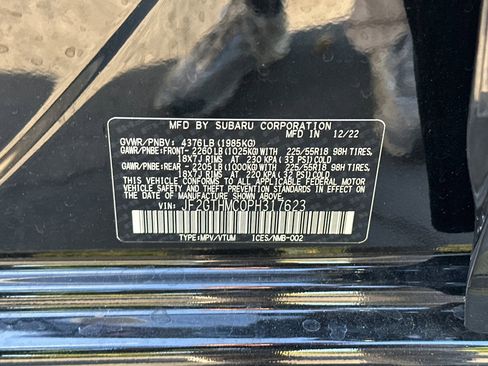 MFD BY SUBARU CORPORATION
MFD IN 12/22
GVWR/PNBV: 4376LB (1985KG)
GAWR/PNBE:FRONT- 2260LB (1025KG) WITH 225/55R18 98H TIRES,
18X7J RIMS AT 230 KPA (33 PSI) COLD
GAWR/PNBE:REAR - 2205LB (1000KG) WITH 225/55R18 98H TIRES,
18X7J RIMS AT 220 KPA (32 PSI) COLD
THIS VEHICLE CONFORMS TO ALL APPLICABLE FEDERAL MOTOR
VEHICLE SAFETY AND THEFT PREVENTION STANDARDS IN EFFECT ON
THE DATE OF MANUFACTURE SHOWN ABOVE.
VIN: JF2GTHMC0PH317623
TYPE:MPV/VTUM ICES/NMB-002